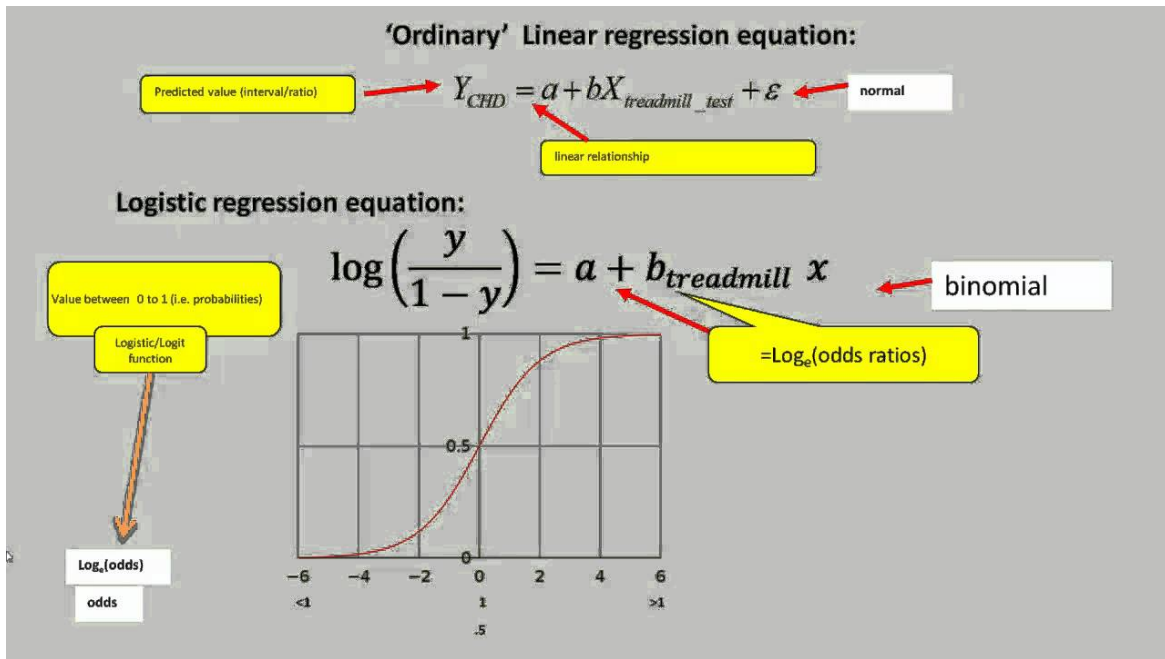 ‘Ordinary’ Linear regression equation:
Predicted value (interval/ratio)
Y_CHD = a + bX_treadmill_test + ε
normal
linear relationship
Logistic regression equation:
log(y/(1 − y)) = a + b_treadmill x
Value between 0 to 1 (i.e. probabilities)
binomial
Logistic/Logit
function
=Logₑ(odds ratios)
1
0.5
0
Logₑ(odds)
−6 −4 −2 0 2 4 6
odds
<1 1 >1
.5